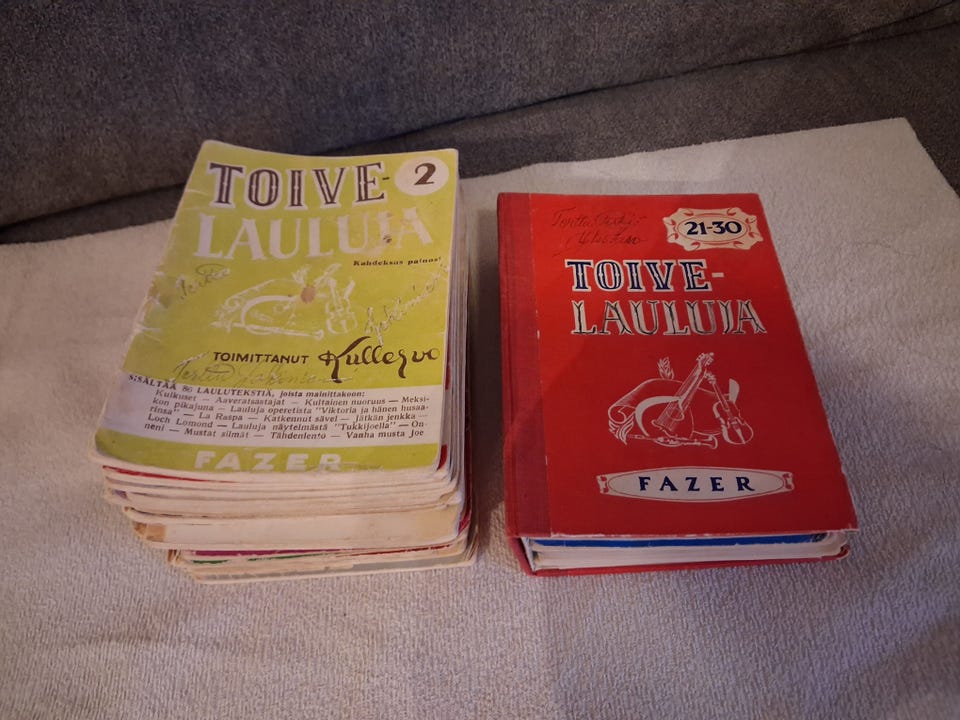 TOIVE- 2
LAULUJA
Kahdeksas painos
TOIMITTANUT Kullervo
SISÄLTÄÄ 86 LAULUTEKSTIÄ, joista mainittakoon:
Kulkuset — Aaveratsastajat — Kultainen nuoruus — Meksi-
kon pikajuna — Lauluja operetista "Viktoria ja hänen husaa-
rinsa" — La Raspa — Katkennut sävel — Jätkän jenkka —
Loch Lomond — Lauluja näytelmästä "Tukkijoella" — On-
neni — Mustat silmät — Tähdenlento — Vanha musta Joe
FAZER
21-30
TOIVE-
LAULUJA
FAZER